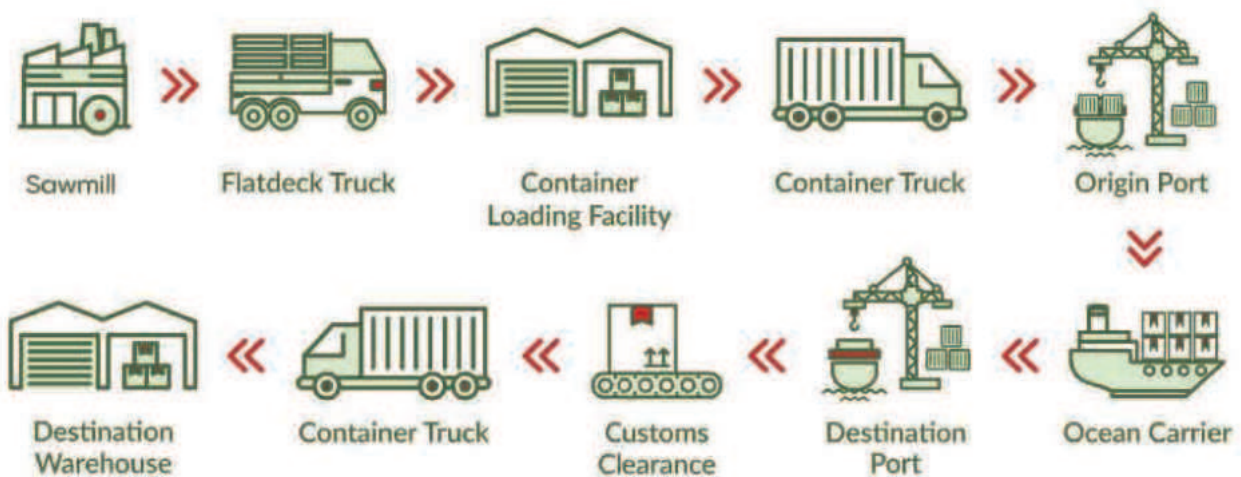 Sawmill
Flatdeck Truck
Container
Loading Facility
Container Truck
Origin Port
Destination
Warehouse
Container Truck
Customs
Clearance
Destination
Port
Ocean Carrier